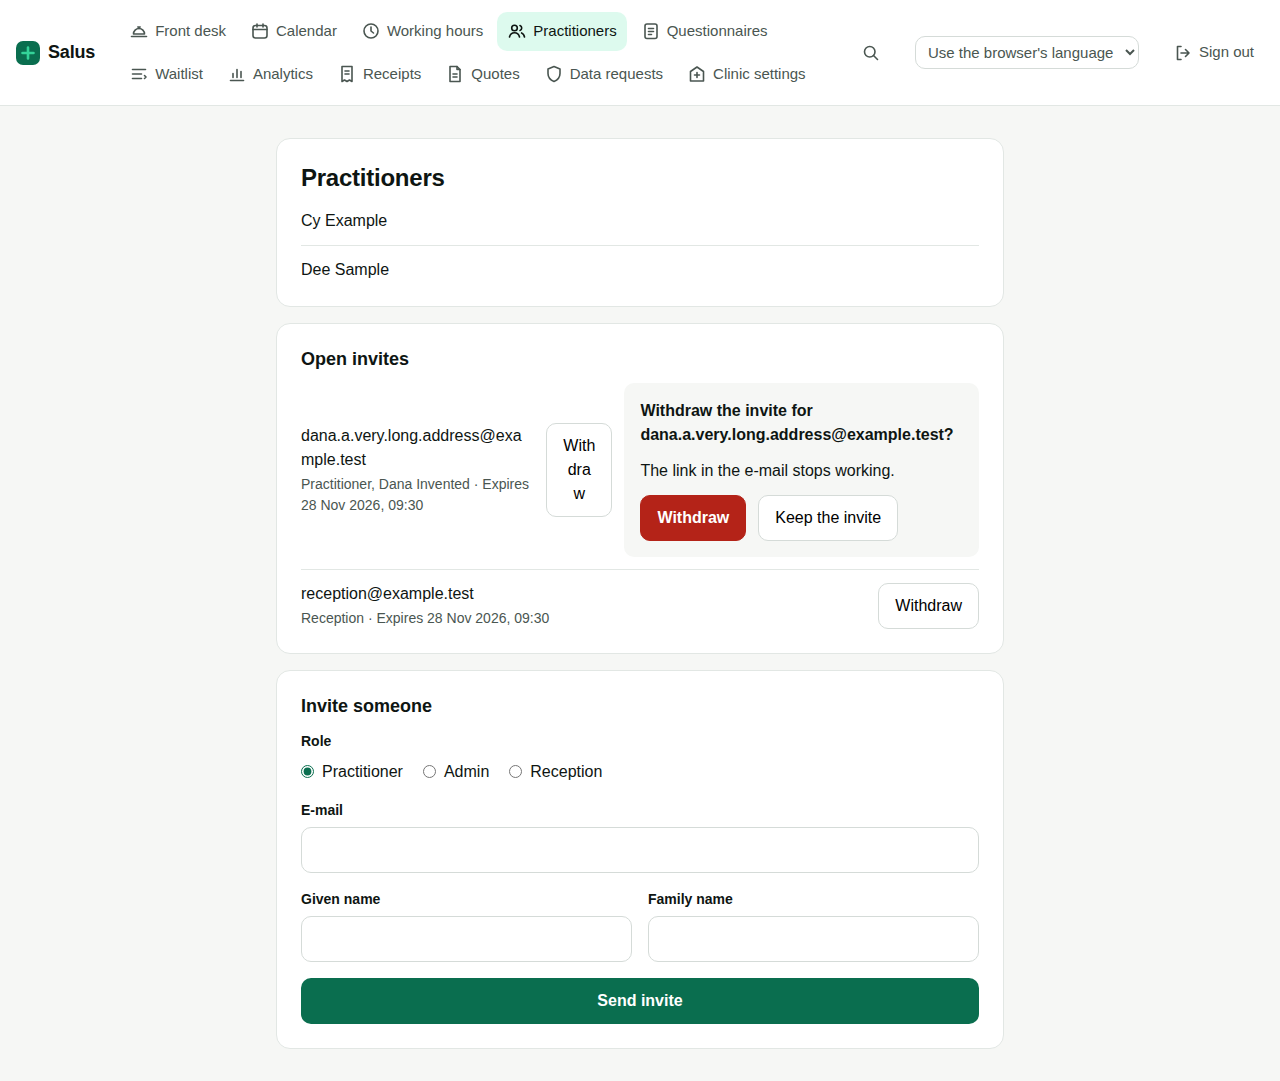 Salus
Front desk
Calendar
Working hours
Practitioners
Questionnaires
Waitlist
Analytics
Receipts
Quotes
Data requests
Clinic settings
Use the browser's language
Sign out
Practitioners
Cy Example
Dee Sample
Open invites
dana.a.very.long.address@exa
mple.test
Practitioner, Dana Invented · Expires
28 Nov 2026, 09:30
With
dra
w
Withdraw the invite for
dana.a.very.long.address@example.test?
The link in the e-mail stops working.
Withdraw
Keep the invite
reception@example.test
Reception · Expires 28 Nov 2026, 09:30
Withdraw
Invite someone
Role
Practitioner
Admin
Reception
E-mail
Given name
Family name
Send invite